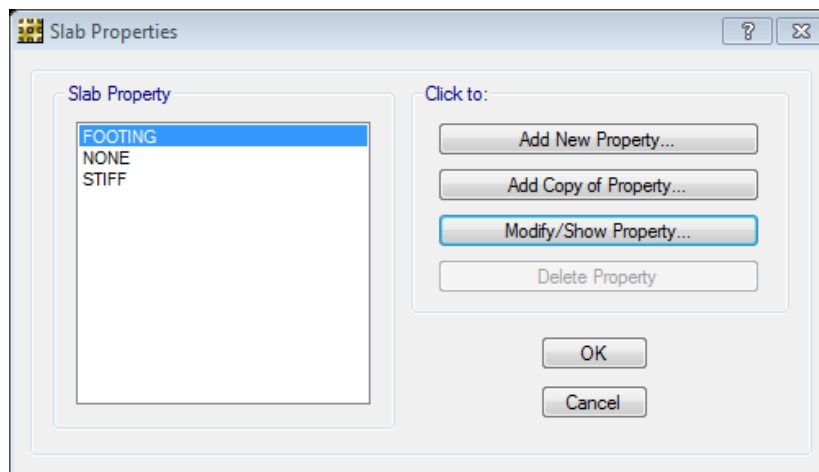 Slab Properties
Slab Property
FOOTING
NONE
STIFF
Click to:
Add New Property...
Add Copy of Property...
Modify/Show Property...
Delete Property
OK
Cancel